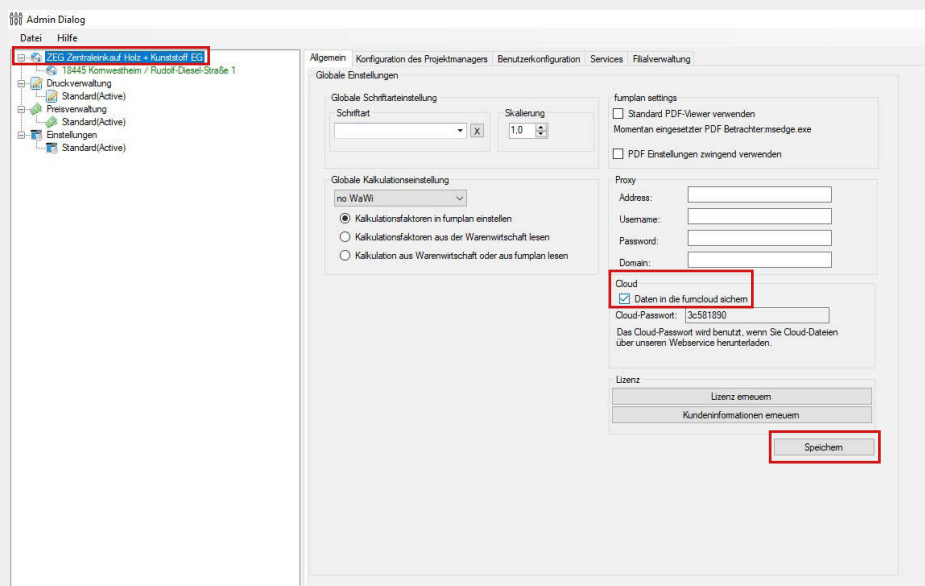 Admin Dialog
Datei Hilfe
ZEG Zentraleinkauf Holz + Kunststoff EG
18445 Kornwestheim / Rudolf-Diesel-Straße 1
Druckverwaltung
Standard(Active)
Preisverwaltung
Standard(Active)
Einstellungen
Standard(Active)
Allgemein Konfiguration des Projektmanagers Benutzerkonfiguration Services Filialverwaltung
Globale Einstellungen
Globale Schriftarteinstellung
Schriftart
X
Skalierung
1,0
Globale Kalkulationseinstellung
no WaWi
Kalkulationsfaktoren in furnplan einstellen
Kalkulationsfaktoren aus der Warenwirtschaft lesen
Kalkulation aus Warenwirtschaft oder aus furnplan lesen
furnplan settings
Standard PDF-Viewer verwenden
Momentan eingesetzter PDF Betrachter:msedge.exe
PDF Einstellungen zwingend verwenden
Proxy
Address:
Username:
Password:
Domain:
Cloud
Daten in die furncloud sichern
Cloud-Passwort: 3c581890
Das Cloud-Passwort wird benutzt, wenn Sie Cloud-Dateien
über unseren Webservice herunterladen.
Lizenz
Lizenz erneuern
Kundeninformationen erneuern
Speichern